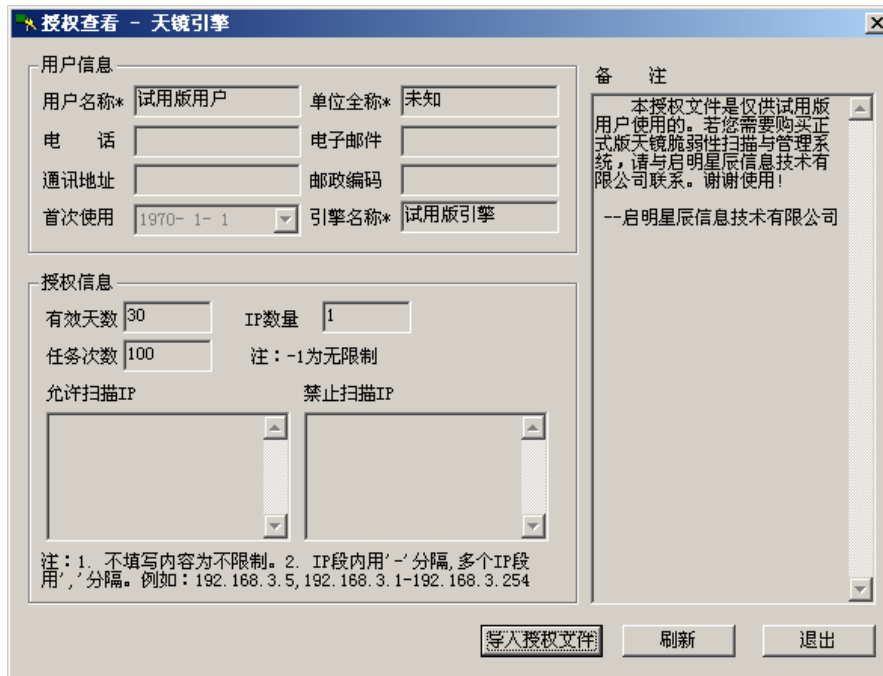 授权查看 - 天镜引擎
用户信息
用户名称* 试用版用户 单位全称* 未知
电 话 电子邮件
通讯地址 邮政编码
首次使用 1970- 1- 1 引擎名称* 试用版引擎
授权信息
有效天数 30 IP数量 1
任务次数 100 注：-1为无限制
允许扫描IP 禁止扫描IP
注：1. 不填写内容为不限制。2. IP段内用'-'分隔,多个IP段
用','分隔。例如：192.168.3.5,192.168.3.1-192.168.3.254
备 注
本授权文件是仅供试用版
用户使用的。若您需要购买正
式版天镜脆弱性扫描与管理系
统，请与启明星辰信息技术有
限公司联系。谢谢使用!
--启明星辰信息技术有限公司
导入授权文件 刷新 退出